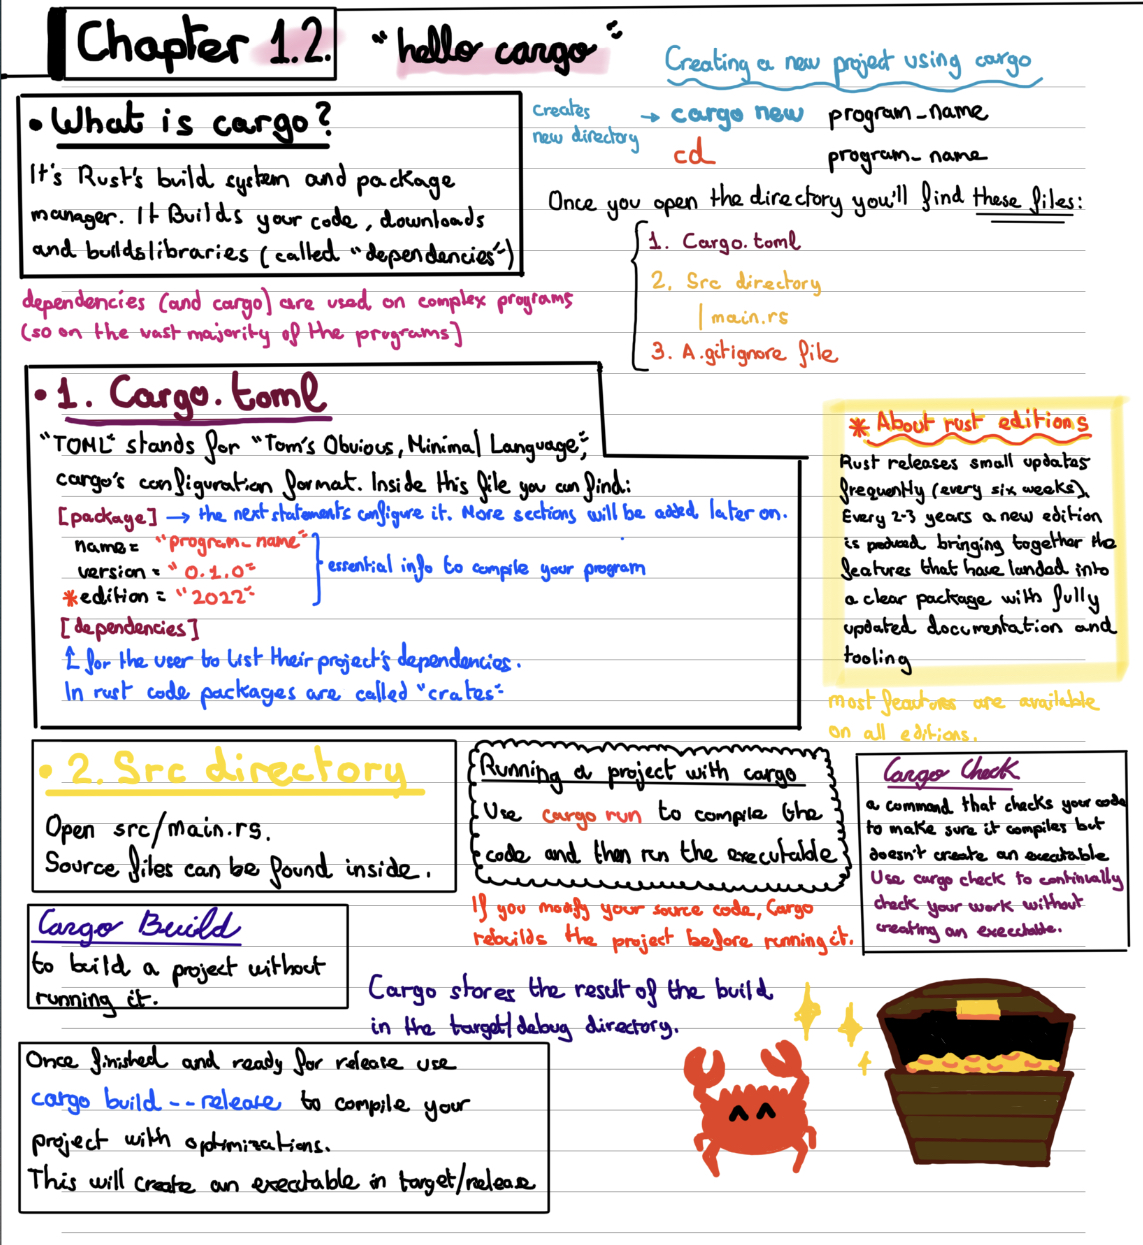 Chapter 1.2. "hello cargo"
Creating a new project using cargo
creates
new directory
→ cargo new program_name
cd program_name
Once you open the directory you'll find these files:
1. Cargo.toml
2. Src directory
| main.rs
3. A.gitignore file
• What is cargo?
It's Rust's build system and package
manager. It Builds your code, downloads
and builds libraries (called "dependencies")
dependencies (and cargo) are used on complex programs
(so on the vast majority of the programs)
• 1. Cargo.toml
"TOML" stands for "Tom's Obvious, Minimal Language",
cargo's configuration format. Inside this file you can find:
[package] → the next statements configure it. More sections will be added later on.
name= "program_name"
version = "0.1.0"
*edition = "2022"
essential info to compile your program
[dependencies]
↑ for the user to list their project's dependencies.
In rust code packages are called "crates"
* About rust editions
Rust releases small updates
frequently (every six weeks).
Every 2-3 years a new edition
is produced bringing together the
features that have landed into
a clear package with fully
updated documentation and
tooling
most features are available
on all editions.
• 2. Src directory
Open src/main.rs.
Source files can be found inside.
Running a project with cargo
Use cargo run to compile the
code and then run the executable
If you modify your source code, Cargo
rebuilds the project before running it.
Cargo Check
a command that checks your code
to make sure it compiles but
doesn't create an executable
Use cargo check to continually
check your work without
creating an executable.
Cargo Build
to build a project without
running it.
Cargo stores the result of the build
in the target/debug directory.
Once finished and ready for release use
cargo build --release to compile your
project with optimizations.
This will create an executable in target/release